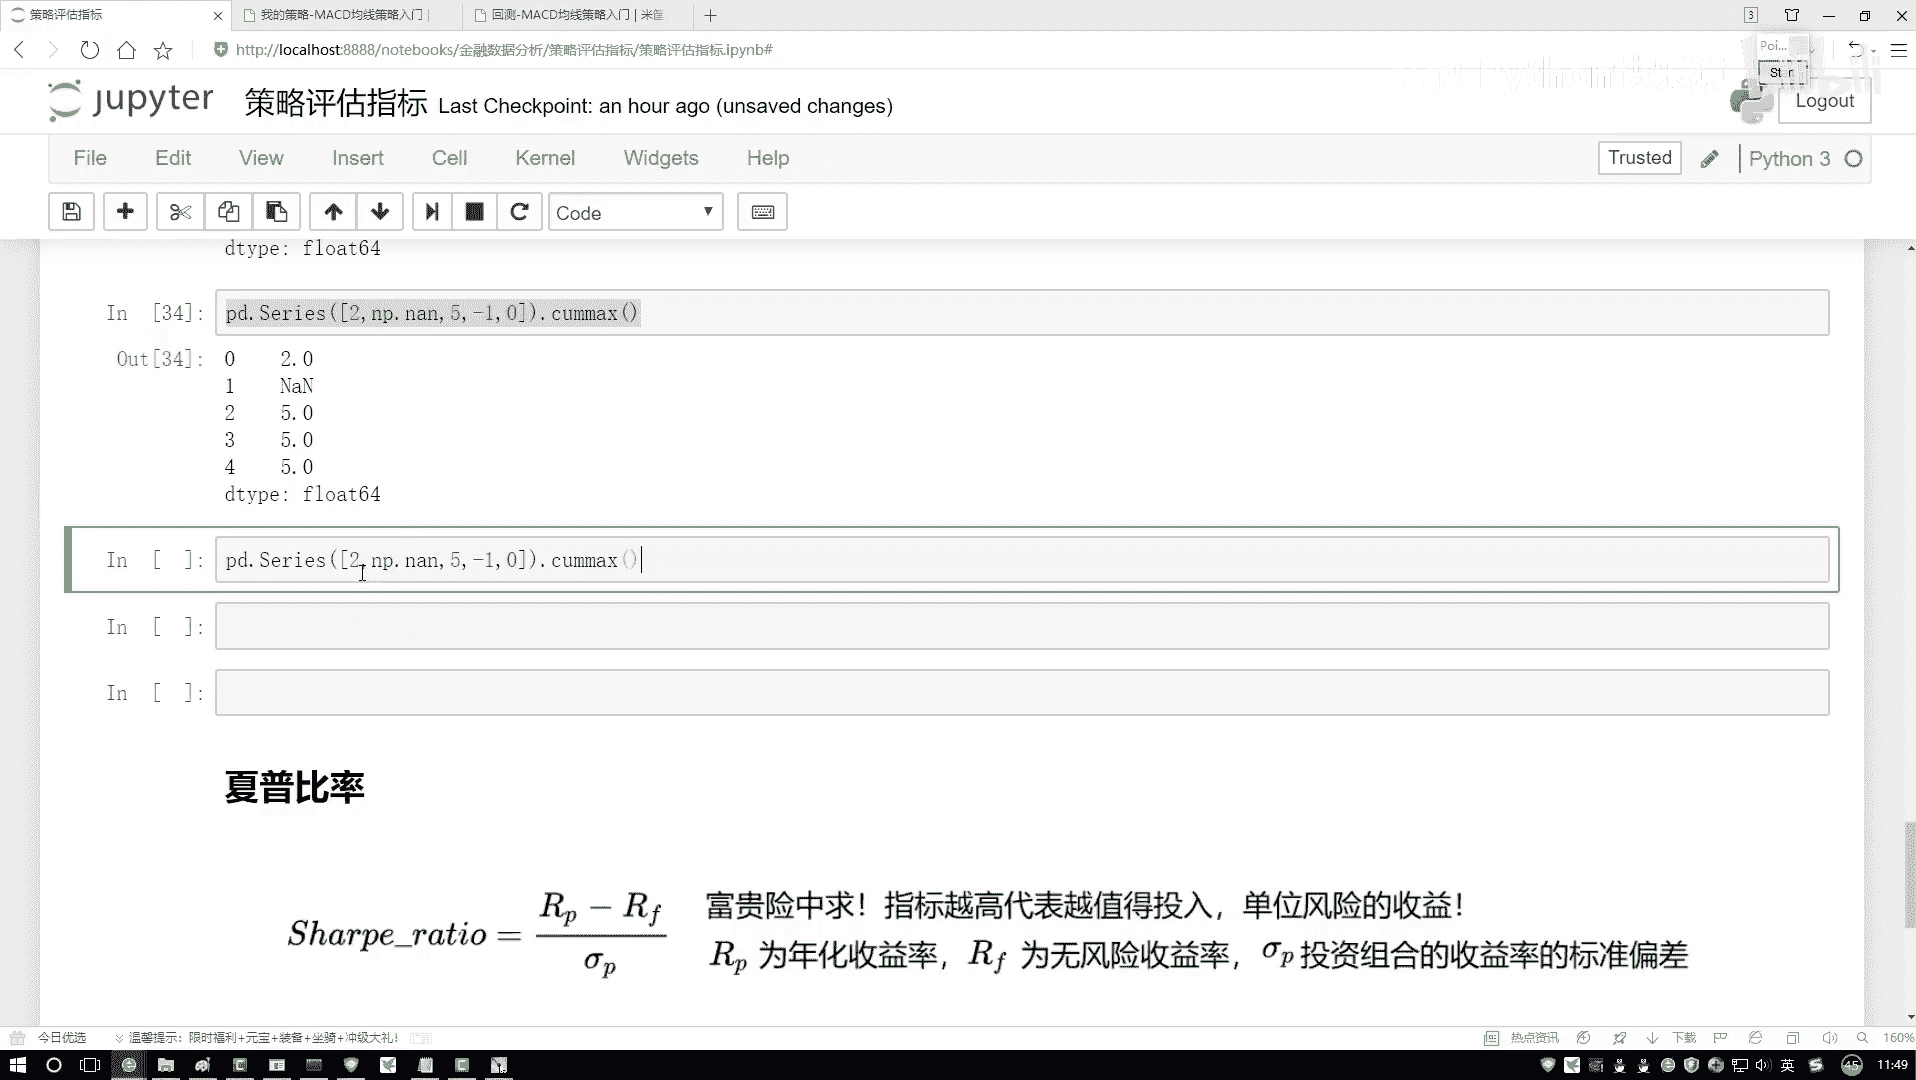 策略评估指标
我的策略-MACD均线策略入门
回测-MACD均线策略入门 | 米筐
3
http://localhost:8888/notebooks/金融数据分析/策略评估指标/策略评估指标.ipynb#
Poi...
jupyter 策略评估指标 Last Checkpoint: an hour ago (unsaved changes)
Logout
File Edit View Insert Cell Kernel Widgets Help
Trusted
Python 3
Code
dtype: float64
In [34]: pd.Series([2,np.nan,5,-1,0]).cummax()
Out[34]: 0 2.0
1 NaN
2 5.0
3 5.0
4 5.0
dtype: float64
In [ ]: pd.Series([2,np.nan,5,-1,0]).cummax()
In [ ]:
In [ ]:
夏普比率
Sharpe_ratio = (R_p − R_f) / σ_p
富贵险中求！指标越高代表越值得投入，单位风险的收益！
R_p 为年化收益率，R_f 为无风险收益率，σ_p 投资组合的收益率的标准偏差
今日优选
温馨提示：限时福利+元宝+装备+坐骑+冲级大礼！
热点资讯
下载
160%
英
45
11:49